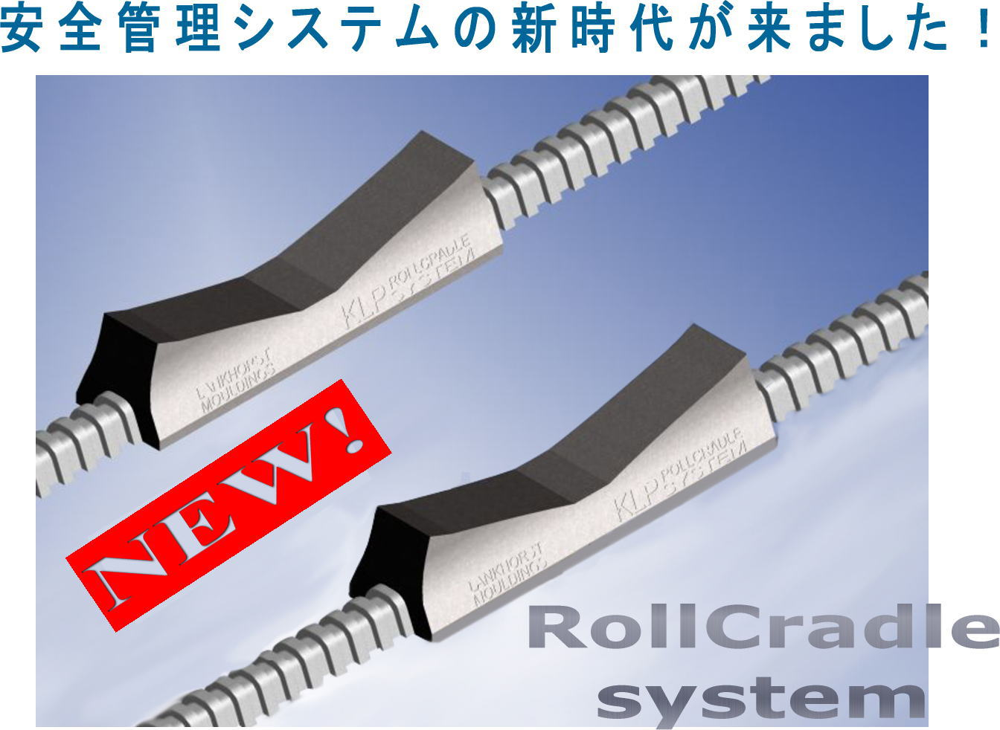 安全管理システムの新時代が来ました！
ROLLCRADLE
KLP SYSTEM
LANKHORST
MOULDINGS
NEW!
ROLLCRADLE
KLP SYSTEM
LANKHORST
MOULDINGS
RollCradle
system